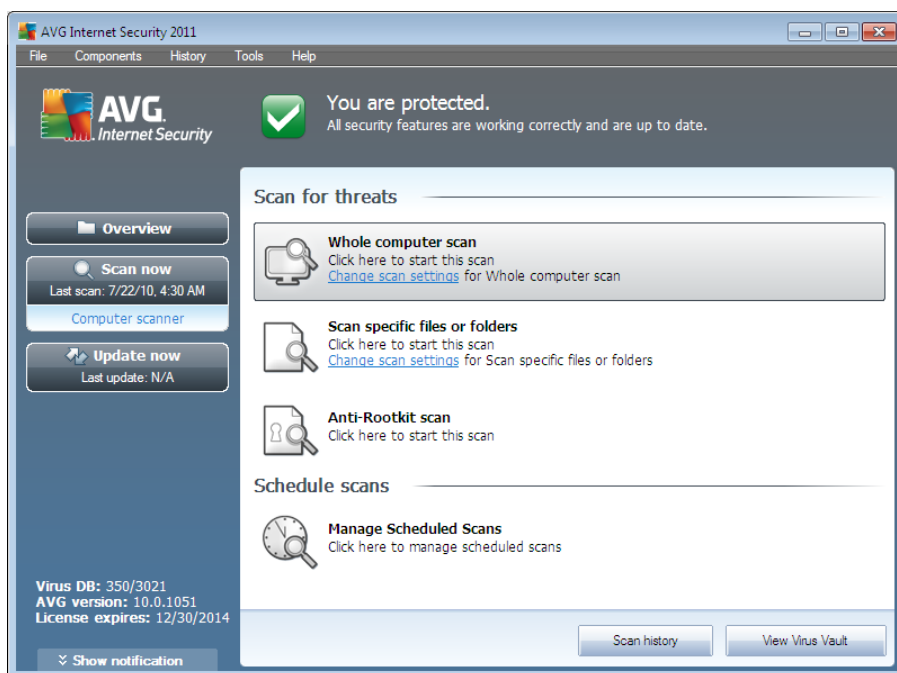 AVG Internet Security 2011
File Components History Tools Help
AVG.
Internet Security
You are protected.
All security features are working correctly and are up to date.
Overview
Scan now
Last scan: 7/22/10, 4:30 AM
Computer scanner
Update now
Last update: N/A
Virus DB: 350/3021
AVG version: 10.0.1051
License expires: 12/30/2014
Show notification
Scan for threats
Whole computer scan
Click here to start this scan
Change scan settings for Whole computer scan
Scan specific files or folders
Click here to start this scan
Change scan settings for Scan specific files or folders
Anti-Rootkit scan
Click here to start this scan
Schedule scans
Manage Scheduled Scans
Click here to manage scheduled scans
Scan history
View Virus Vault